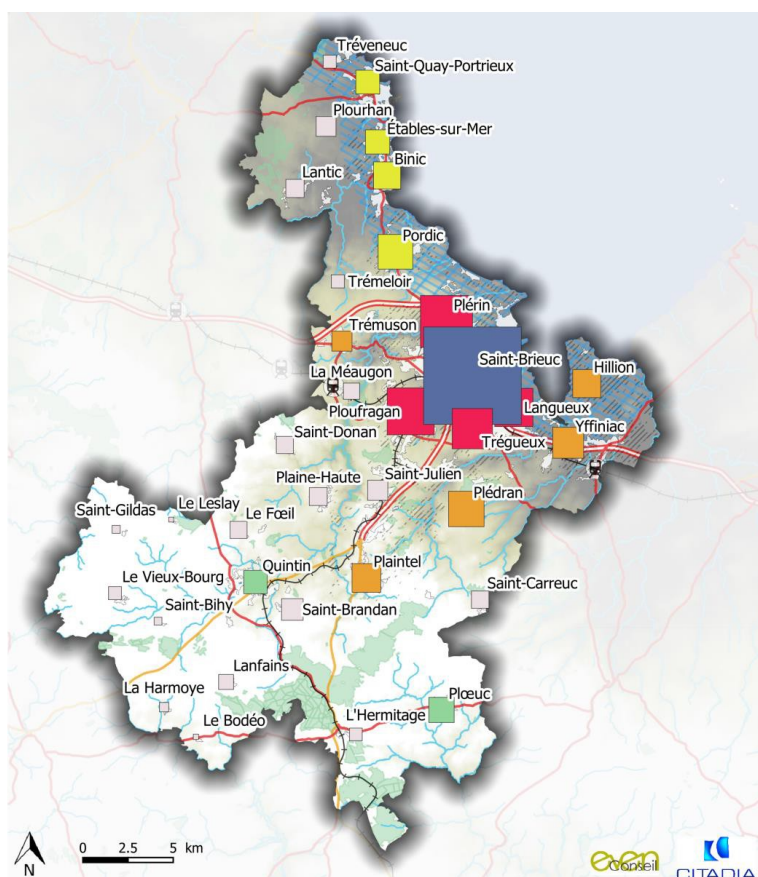 Tréveneuc
Saint-Quay-Portrieux
Plourhan
Étables-sur-Mer
Binic
Lantic
Pordic
Trémeloir
Plérin
Trémuson
Saint-Brieuc
Hillion
La Méaugon
Ploufragan
Langueux
Yffiniac
Trégueux
Saint-Donan
Saint-Julien
Plaine-Haute
Le Leslay
Saint-Gildas
Le Fœil
Plédran
Quintin
Plaintel
Le Vieux-Bourg
Saint-Carreuc
Saint-Bihy
Saint-Brandan
Lanfains
La Harmoye
Plœuc
L'Hermitage
Le Bodéo
N
0 2.5 5 km
even
Conseil
CITADIA